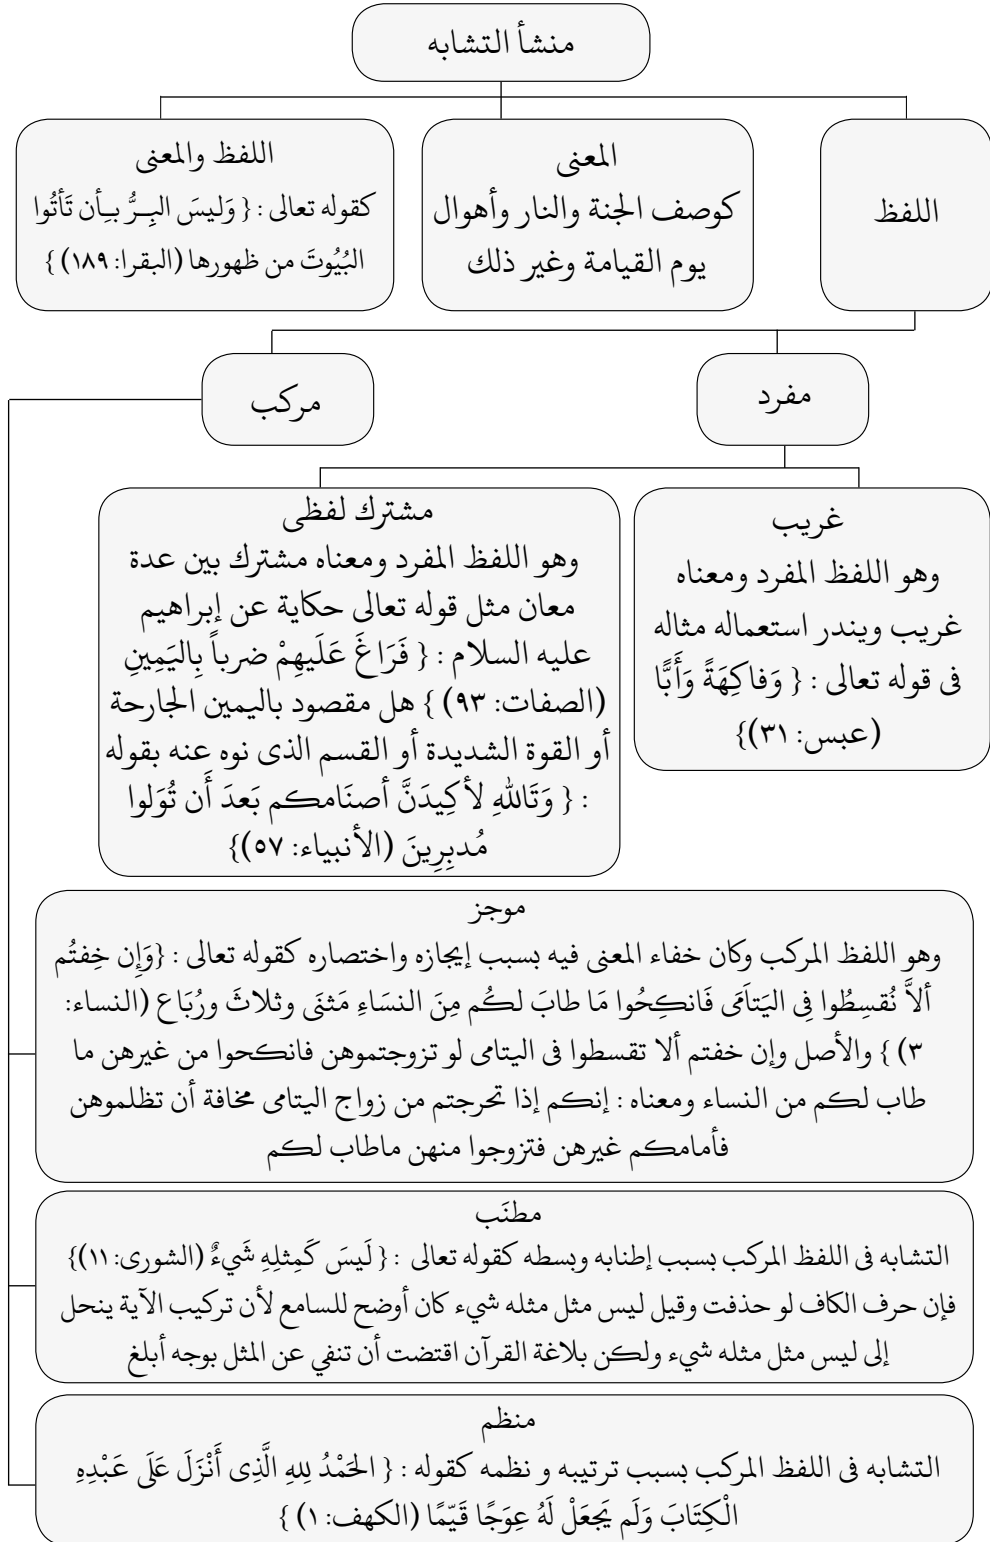 منشأ التشابه
اللفظ
المعنى
كوصف الجنة والنار وأهوال
يوم القيامة وغير ذلك
اللفظ والمعنى
كقوله تعالى : { وَليسَ البِرُّ بِأن تَأتُوا
البُيُوتَ من ظهورها (البقرا: ١٨٩) }
مفرد
مركب
غريب
وهو اللفظ المفرد ومعناه
غريب ويندر استعماله مثاله
فى قوله تعالى : { وَفاكِهَةً وَأَبًّا
(عبس: ٣١)}
مشترك لفظى
وهو اللفظ المفرد ومعناه مشترك بين عدة
معان مثل قوله تعالى حكاية عن إبراهيم
عليه السلام : { فَرَاغَ عَلَيهِمْ ضرباً بِاليَمِينِ
(الصفات: ٩٣) } هل مقصود باليمين الجارحة
أو القوة الشديدة أو القسم الذى نوه عنه بقوله
: { وَتَاللهِ لأكِيدَنَّ أصنَامكم بَعدَ أَن تُوَلوا
مُدبِرِينَ (الأنبياء: ٥٧)}
موجز
وهو اللفظ المركب وكان خفاء المعنى فيه بسبب إيجازه واختصاره كقوله تعالى : {وَإِن خِفتُم
ألاَّ نُقسِطُوا فِى اليَتَاَمَى فَانكِحُوا مَا طابَ لكُم مِنَ النسَاءِ مَثنَى وثلاثَ ورُبَاع (النساء:
٣) } والأصل وإن خفتم ألا تقسطوا فى اليتامى لو تزوجتموهن فانكحوا من غيرهن ما
طاب لكم من النساء ومعناه : إنكم إذا تحرجتم من زواج اليتامى مخافة أن تظلموهن
فأمامكم غيرهن فتزوجوا منهن ماطاب لكم
مطنَب
التشابه فى اللفظ المركب بسبب إطنابه وبسطه كقوله تعالى : { لَيسَ كَمِثلِهِ شَيءٌ (الشورى: ١١)}
فإن حرف الكاف لو حذفت وقيل ليس مثل مثله شيء كان أوضح للسامع لأن تركيب الآية ينحل
إلى ليس مثل مثله شيء ولكن بلاغة القرآن اقتضت أن تنفي عن المثل بوجه أبلغ
منظم
التشابه فى اللفظ المركب بسبب ترتيبه و نظمه كقوله : { الحَمْدُ لِلهِ الَّذِى أَنْزَلَ عَلَى عَبْدِهِ
الْكِتَابَ وَلَم يَجعَلْ لَهُ عِوَجًا قَيّمًا (الكهف: ١) }